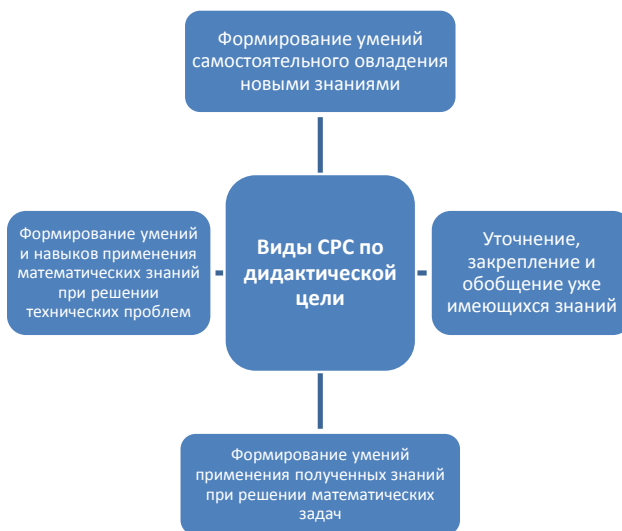 Формирование умений
самостоятельного овладения
новыми знаниями
Формирование умений
и навыков применения
математических знаний
при решении
технических проблем
Виды СРС по
дидактической
цели
Уточнение,
закрепление и
обобщение уже
имеющихся знаний
Формирование умений
применения полученных знаний
при решении математических
задач